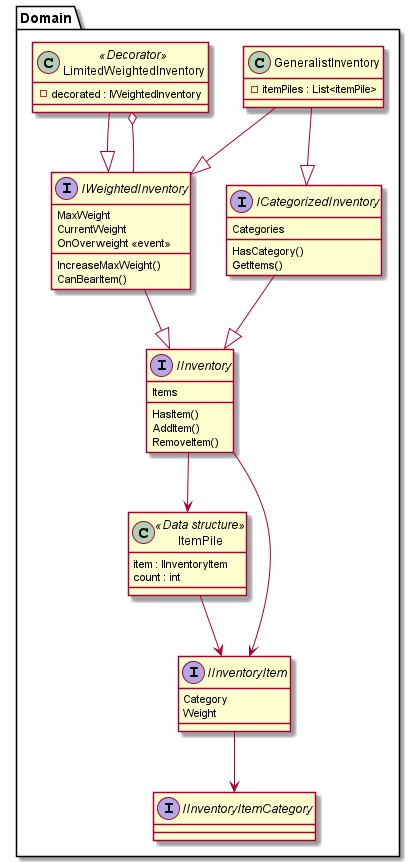 Domain
«Decorator»
C LimitedWeightedInventory
decorated : IWeightedInventory
C GeneralistInventory
itemPiles : List<itemPile>
I IWeightedInventory
MaxWeight
CurrentWeight
OnOverweight «event»
IncreaseMaxWeight()
CanBearItem()
I ICategorizedInventory
Categories
HasCategory()
GetItems()
I IInventory
Items
HasItem()
AddItem()
RemoveItem()
«Data structure»
C ItemPile
item : IInventoryItem
count : int
I IInventoryItem
Category
Weight
I IInventoryItemCategory